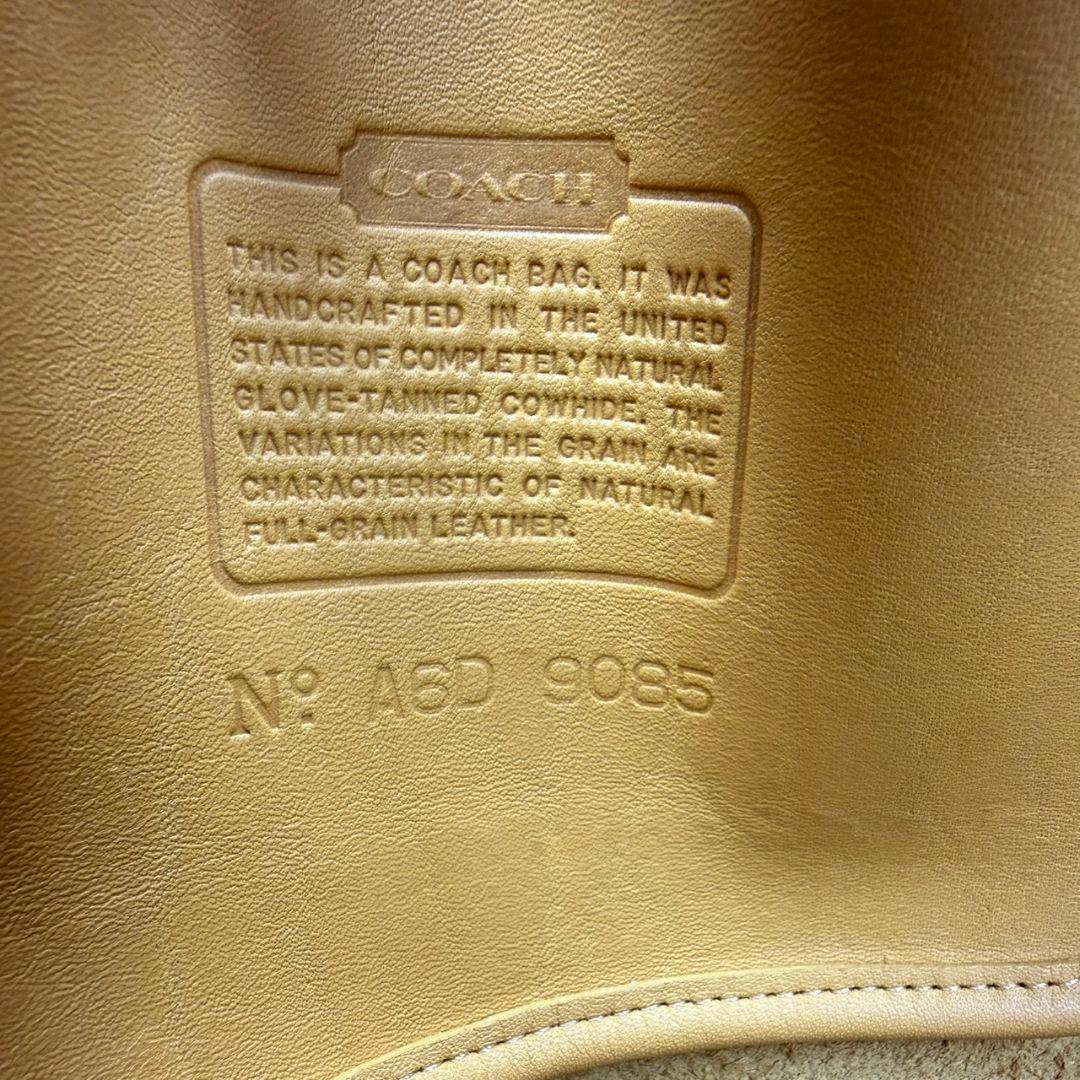 COACH
THIS IS A COACH BAG. IT WAS
HANDCRAFTED IN THE UNITED
STATES OF COMPLETELY NATURAL
GLOVE-TANNED COWHIDE. THE
VARIATIONS IN THE GRAIN ARE
CHARACTERISTIC OF NATURAL
FULL-GRAIN LEATHER.
Nº A6D 9085